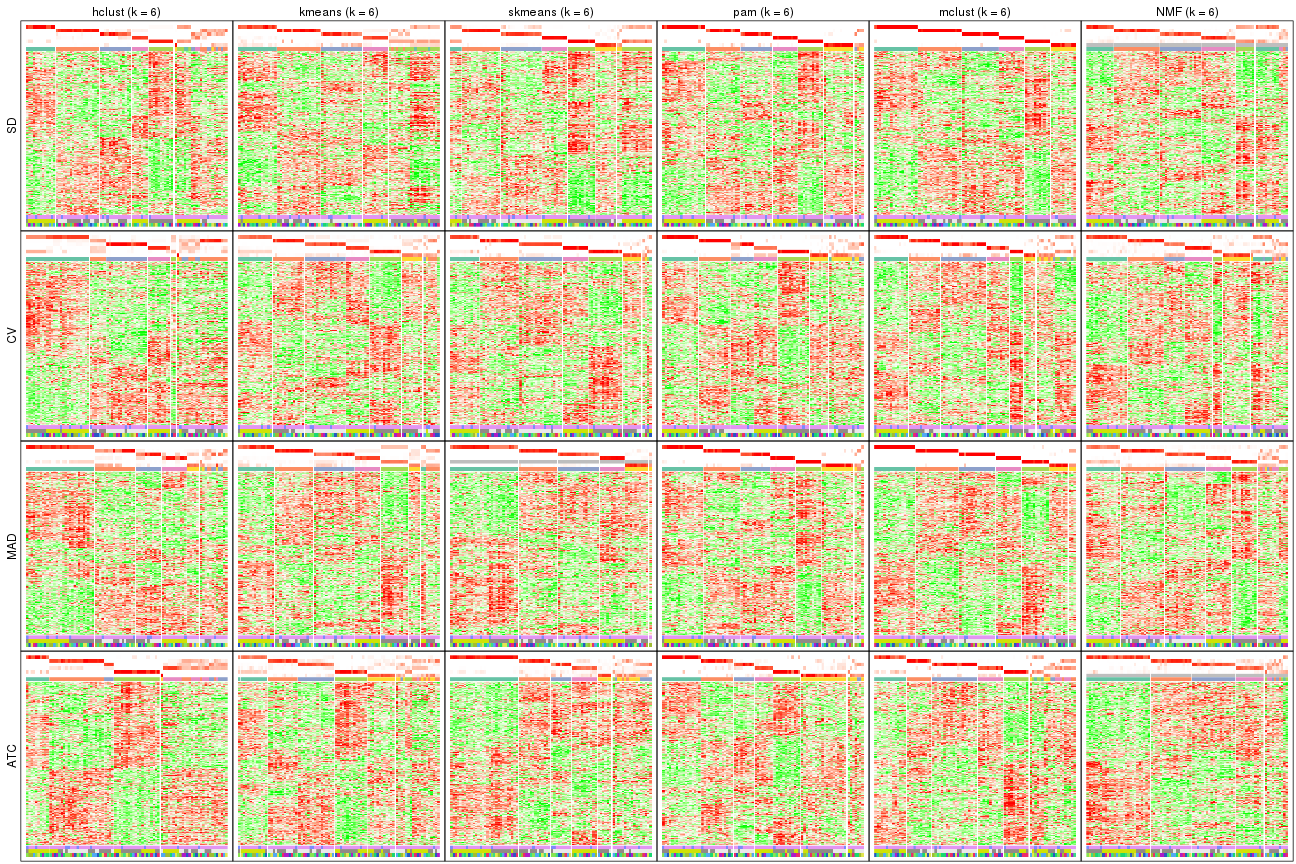 hclust (k = 6)
kmeans (k = 6)
skmeans (k = 6)
pam (k = 6)
mclust (k = 6)
NMF (k = 6)
SD
CV
MAD
ATC